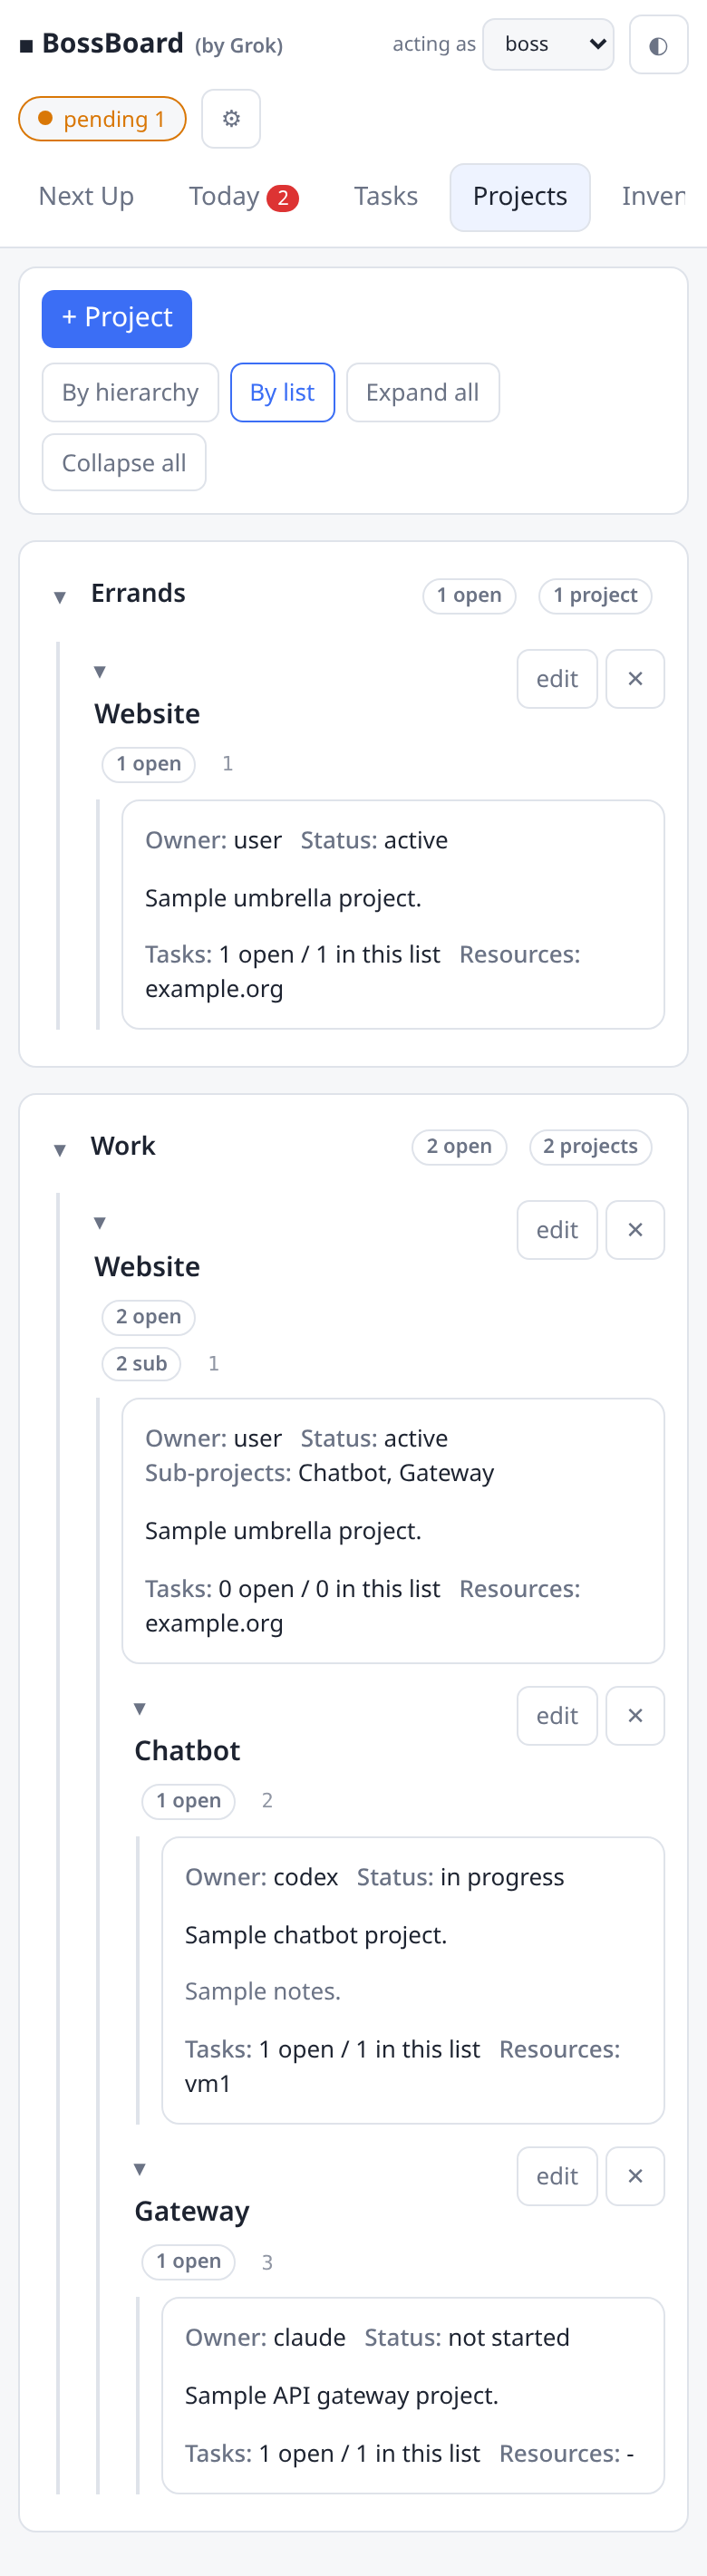 BossBoard (by Grok) acting as boss
pending 1
Next Up Today 2 Tasks Projects Inven
+ Project
By hierarchy By list Expand all
Collapse all
Errands 1 open 1 project
edit ✕
Website
1 open 1
Owner: user Status: active
Sample umbrella project.
Tasks: 1 open / 1 in this list Resources:
example.org
Work 2 open 2 projects
edit ✕
Website
2 open
2 sub 1
Owner: user Status: active
Sub-projects: Chatbot, Gateway
Sample umbrella project.
Tasks: 0 open / 0 in this list Resources:
example.org
edit ✕
Chatbot
1 open 2
Owner: codex Status: in progress
Sample chatbot project.
Sample notes.
Tasks: 1 open / 1 in this list Resources:
vm1
edit ✕
Gateway
1 open 3
Owner: claude Status: not started
Sample API gateway project.
Tasks: 1 open / 1 in this list Resources: -